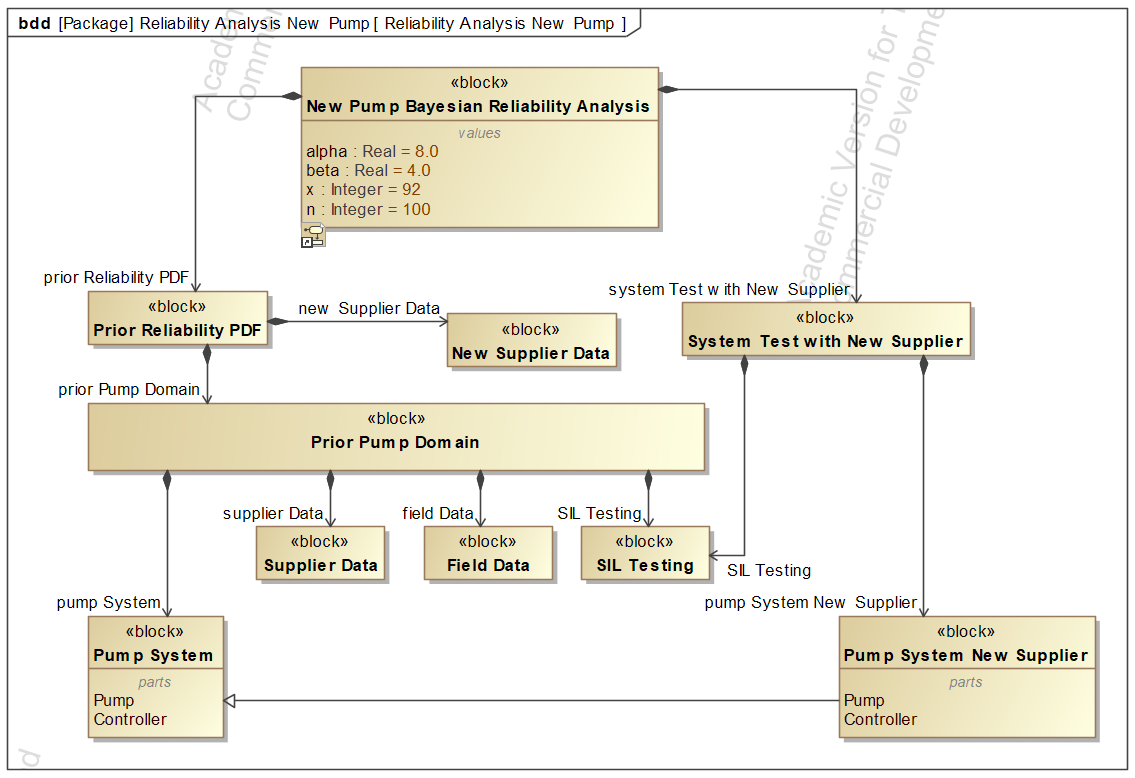 bdd [Package] Reliability Analysis New Pump [ Reliability Analysis New Pump ]
«block»
New Pump Bayesian Reliability Analysis
values
alpha : Real = 8.0
beta : Real = 4.0
x : Integer = 92
n : Integer = 100
prior Reliability PDF
«block»
Prior Reliability PDF
new Supplier Data
«block»
New Supplier Data
system Test with New Supplier
«block»
System Test with New Supplier
prior Pump Domain
«block»
Prior Pump Domain
supplier Data
«block»
Supplier Data
field Data
«block»
Field Data
SIL Testing
«block»
SIL Testing
SIL Testing
pump System
«block»
Pump System
parts
Pump
Controller
pump System New Supplier
«block»
Pump System New Supplier
parts
Pump
Controller
Academic Version for
Commercial Developme